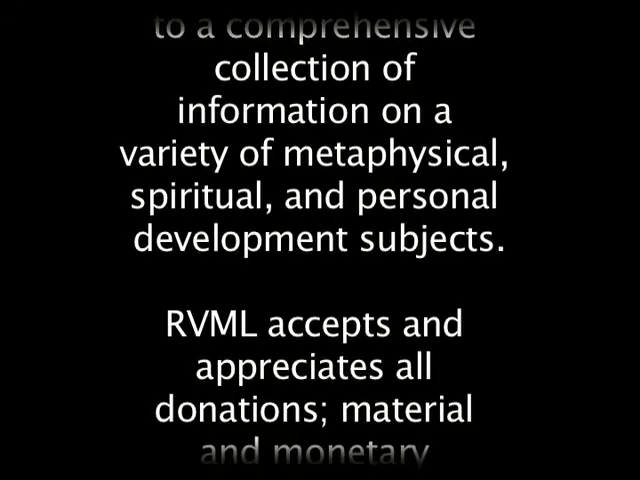 to a comprehensive
collection of
information on a
variety of metaphysical,
spiritual, and personal
development subjects.
RVML accepts and
appreciates all
donations; material
and monetary